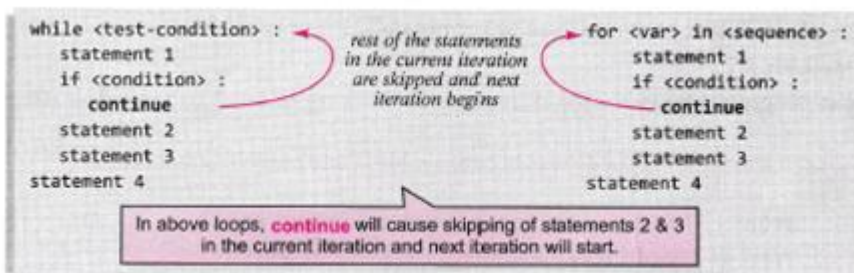 while <test-condition> :
statement 1
if <condition> :
continue
statement 2
statement 3
statement 4
rest of the statements
in the current iteration
are skipped and next
iteration begins
for <var> in <sequence> :
statement 1
if <condition> :
continue
statement 2
statement 3
statement 4
In above loops, continue will cause skipping of statements 2 & 3
in the current iteration and next iteration will start.